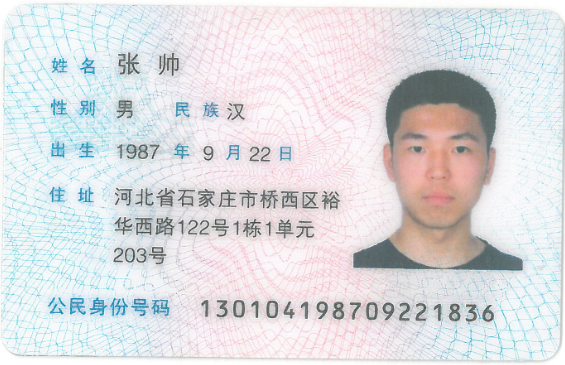 姓名 张帅
性别 男 民族 汉
出生 1987 年 9 月 22 日
住址 河北省石家庄市桥西区裕
华西路122号1栋1单元
203号
公民身份号码 130104198709221836